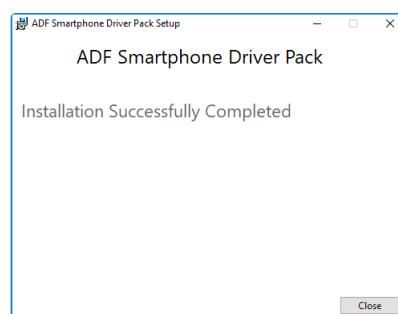 ADF Smartphone Driver Pack Setup
ADF Smartphone Driver Pack
Installation Successfully Completed
Close